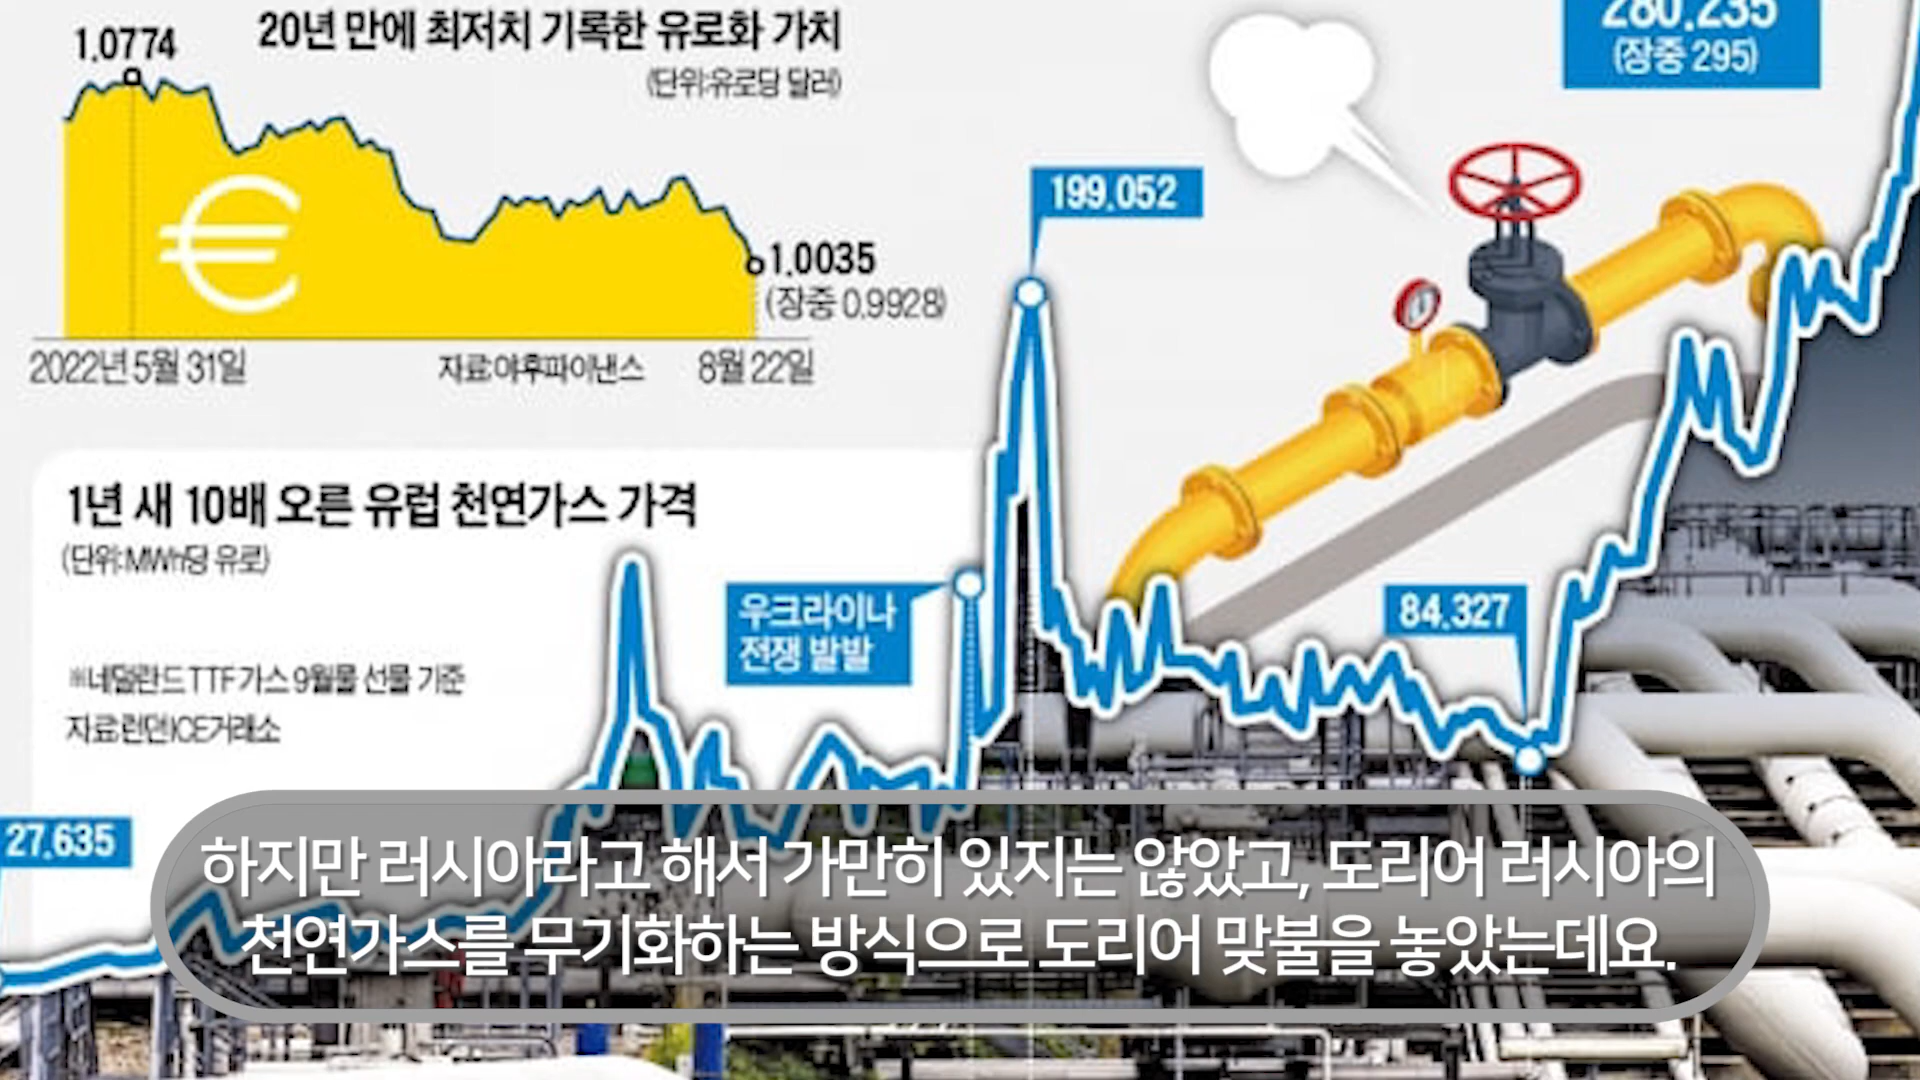 20년 만에 최저치 기록한 유로화 가치
(단위:유로당 달러)
1.0774
1.0035
(장중 0.9928)
2022년 5월 31일
자료:야후파이낸스
8월 22일
280.235
(장중 295)
199.052
1년 새 10배 오른 유럽 천연가스 가격
(단위:MWh당 유로)
우크라이나
전쟁 발발
84.327
※네덜란드 TTF 가스 9월물 선물 기준
자료:런던ICE거래소
27.635
하지만 러시아라고 해서 가만히 있지는 않았고, 도리어 러시아의
천연가스를 무기화하는 방식으로 도리어 맞불을 놓았는데요.